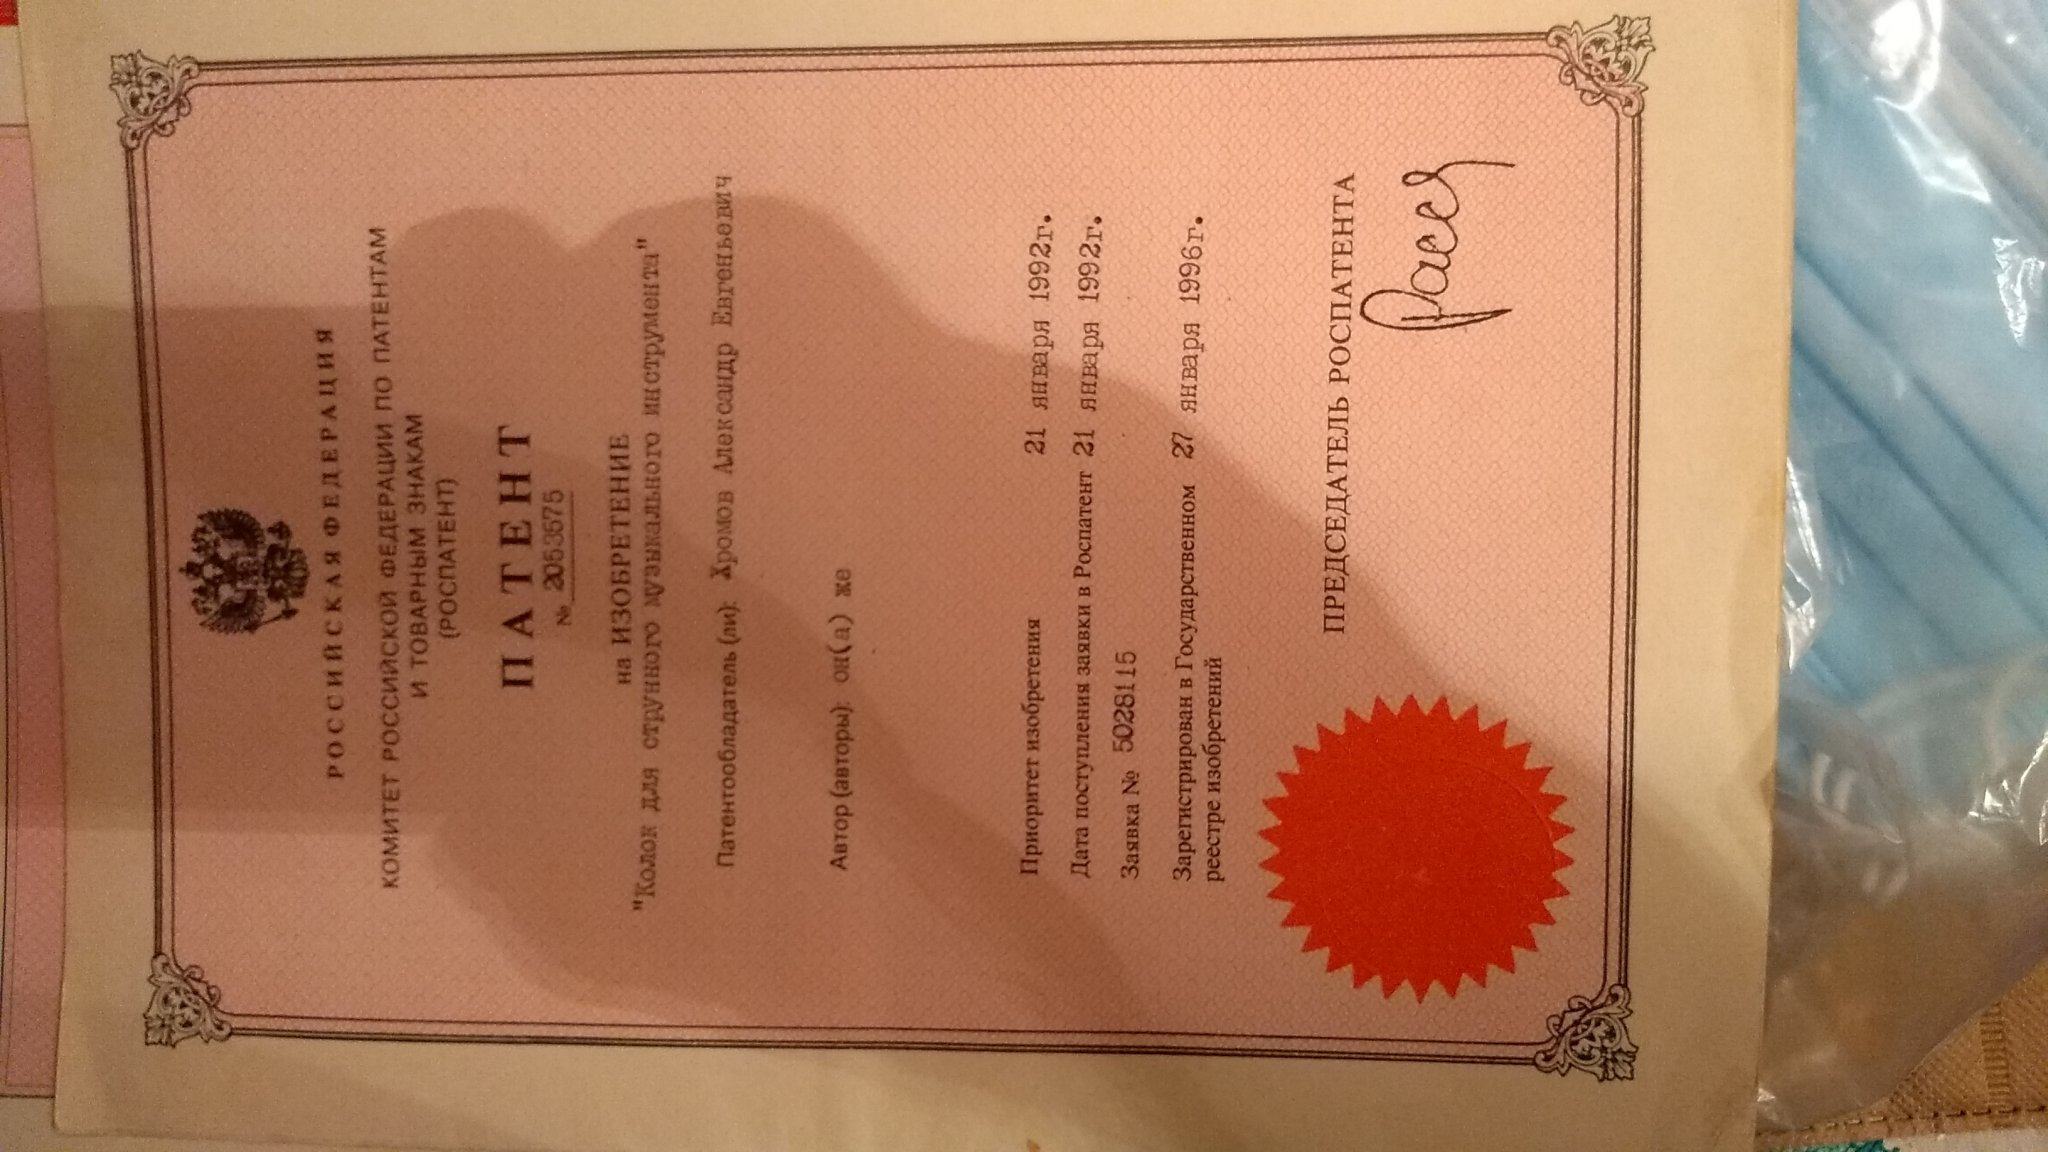 РОССИЙСКАЯ ФЕДЕРАЦИЯ
КОМИТЕТ РОССИЙСКОЙ ФЕДЕРАЦИИ ПО ПАТЕНТАМ
И ТОВАРНЫМ ЗНАКАМ
(РОСПАТЕНТ)
ПАТЕНТ
№ 2053575
на ИЗОБРЕТЕНИЕ
"Колок для струнного музыкального инструмента"
Патентообладатель (ли): Хромов Александр Евгеньевич
Автор (авторы): он(а) же
Приоритет изобретения 21 января 1992г.
Дата поступления заявки в Роспатент 21 января 1992г.
Заявка № 5028115
Зарегистрирован в Государственном 27 января 1996г.
реестре изобретений
ПРЕДСЕДАТЕЛЬ РОСПАТЕНТА